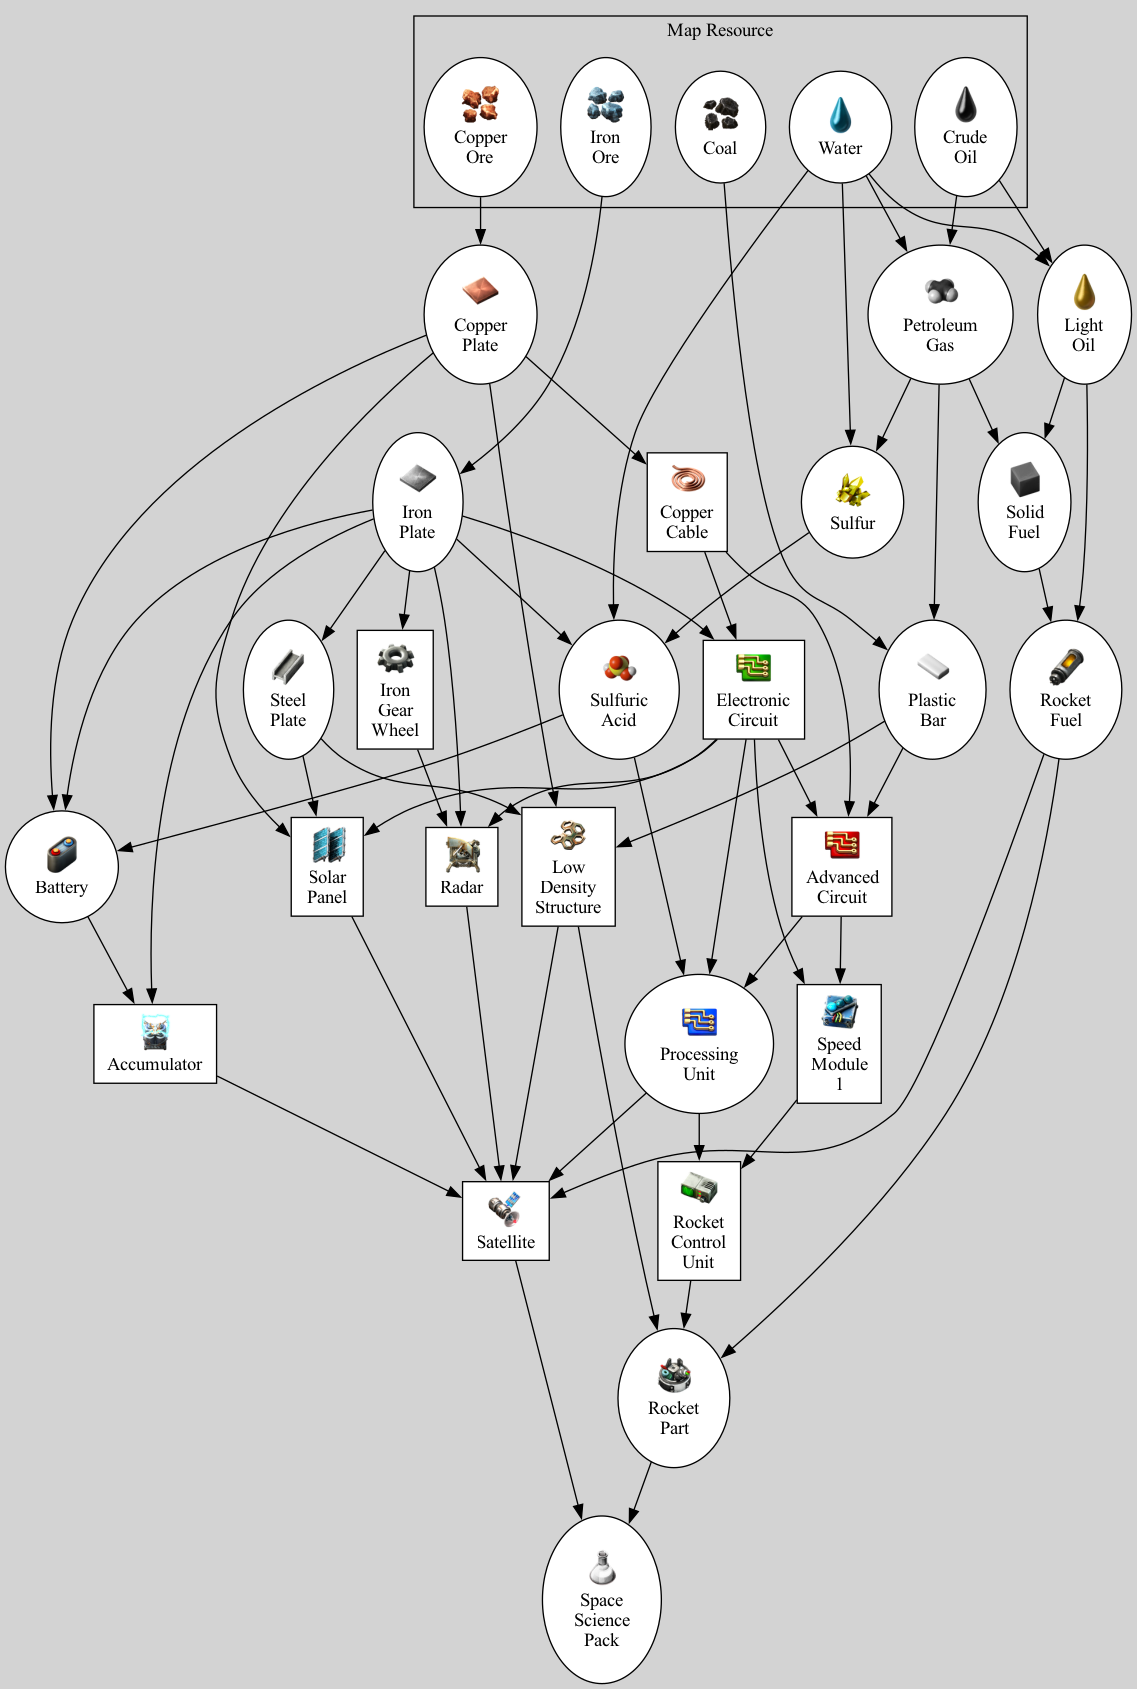 Map Resource
Copper
Ore
Iron
Ore
Coal
Water
Crude
Oil
Copper
Plate
Petroleum
Gas
Light
Oil
Iron
Plate
Copper
Cable
Sulfur
Solid
Fuel
Steel
Plate
Iron
Gear
Wheel
Sulfuric
Acid
Electronic
Circuit
Plastic
Bar
Rocket
Fuel
Battery
Solar
Panel
Radar
Low
Density
Structure
Advanced
Circuit
Accumulator
Processing
Unit
Speed
Module
1
Satellite
Rocket
Control
Unit
Rocket
Part
Space
Science
Pack